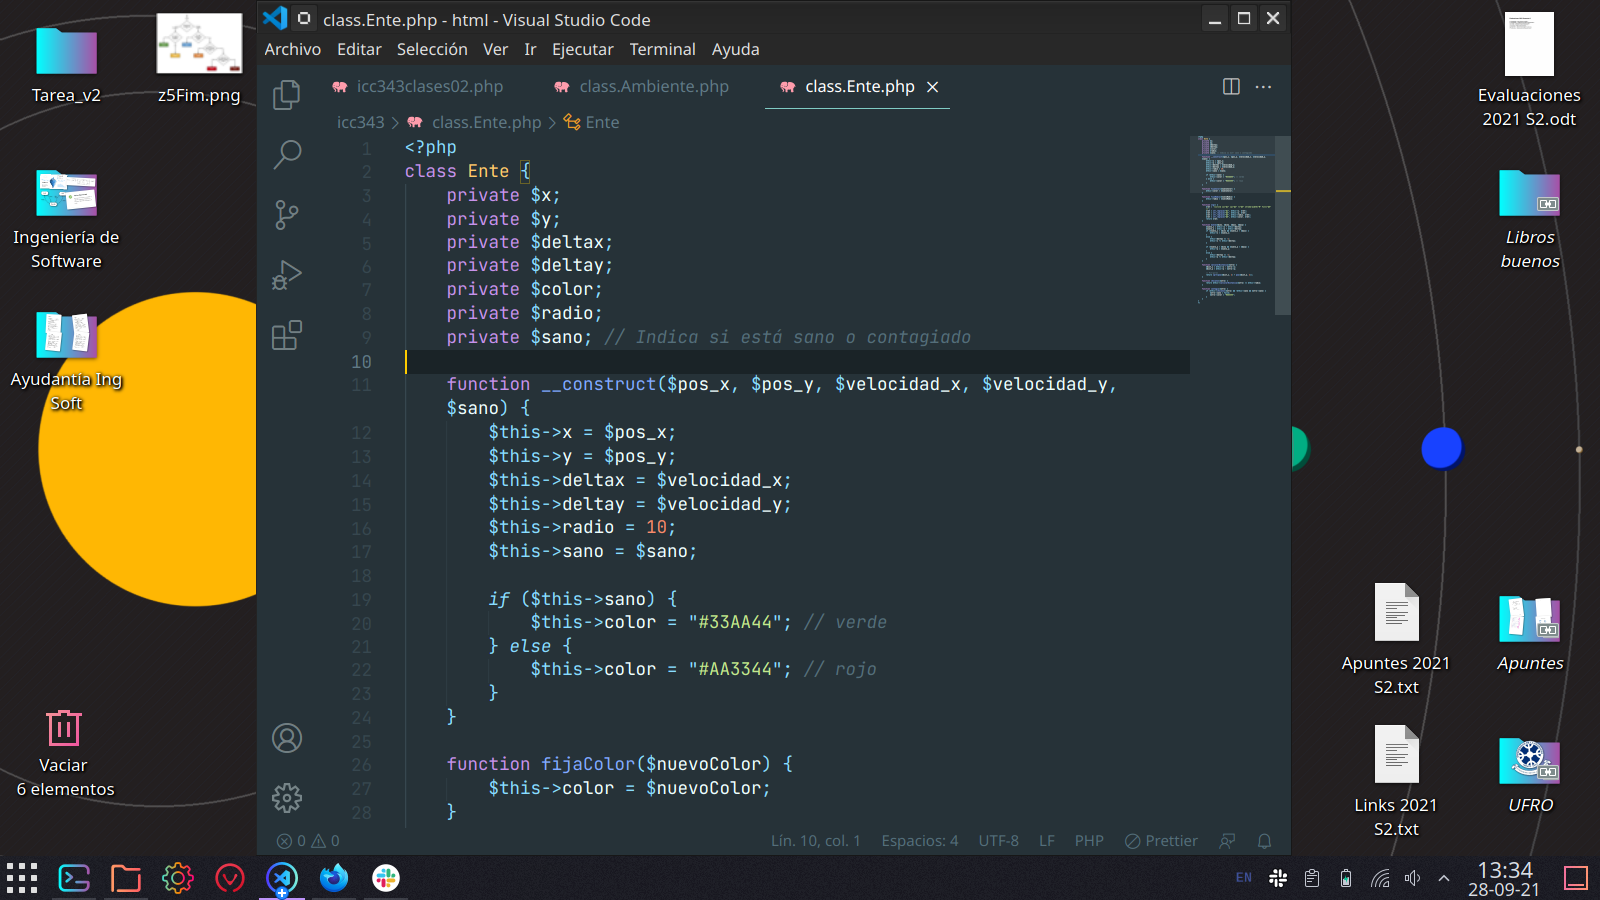 class.Ente.php - html - Visual Studio Code
Archivo Editar Selección Ver Ir Ejecutar Terminal Ayuda
icc343clases02.php class.Ambiente.php class.Ente.php
icc343 > class.Ente.php > Ente
1 <?php
2 class Ente {
3 private $x;
4 private $y;
5 private $deltax;
6 private $deltay;
7 private $color;
8 private $radio;
9 private $sano; // Indica si está sano o contagiado
10
11 function __construct($pos_x, $pos_y, $velocidad_x, $velocidad_y,
$sano) {
12 $this->x = $pos_x;
13 $this->y = $pos_y;
14 $this->deltax = $velocidad_x;
15 $this->deltay = $velocidad_y;
16 $this->radio = 10;
17 $this->sano = $sano;
18
19 if ($this->sano) {
20 $this->color = "#33AA44"; // verde
21 } else {
22 $this->color = "#AA3344"; // rojo
23 }
24 }
25
26 function fijaColor($nuevoColor) {
27 $this->color = $nuevoColor;
28 }
0 0 Lín. 10, col. 1 Espacios: 4 UTF-8 LF PHP Prettier
Tarea_v2
z5Fim.png
Ingeniería de
Software
Ayudantía Ing
Soft
Vaciar
6 elementos
Evaluaciones
2021 S2.odt
Libros
buenos
Apuntes 2021
S2.txt
Apuntes
Links 2021
S2.txt
UFRO
EN
13:34
28-09-21